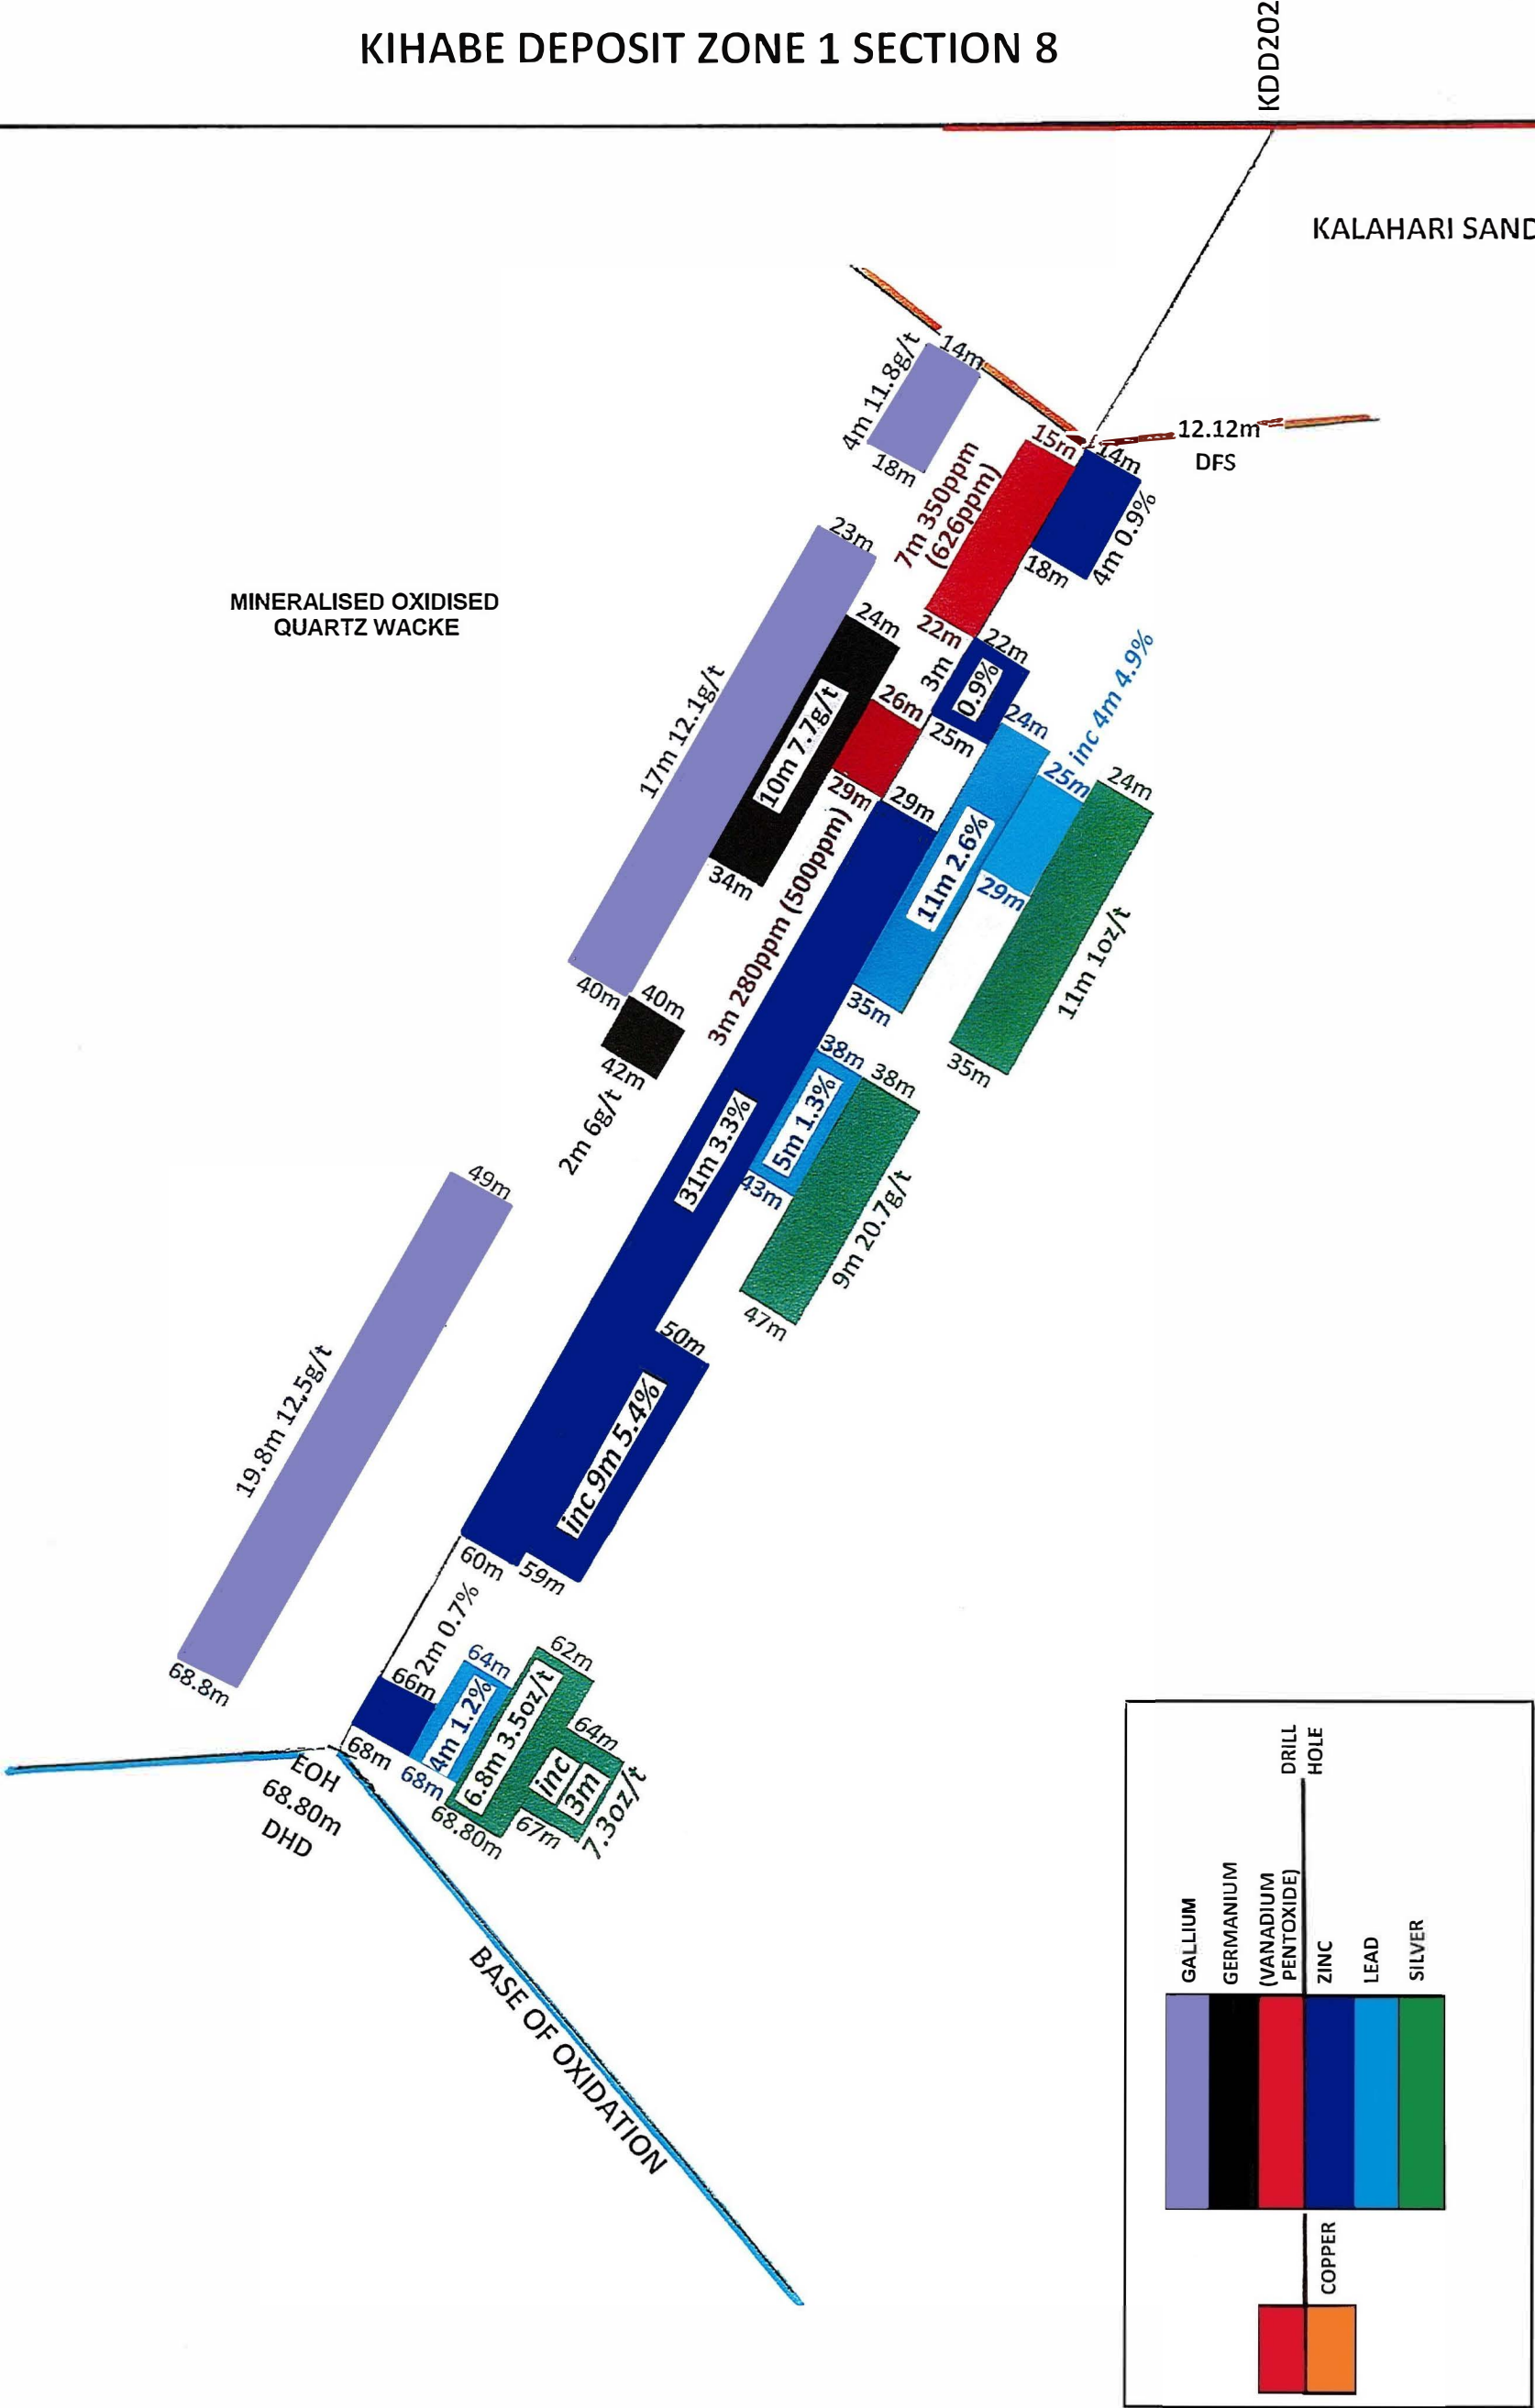 KIHABE DEPOSIT ZONE 1 SECTION 8
KDD202
KALAHARI SAND
14m
4m 11.8g/t
18m
12.12m
DFS
15m
14m
7m 350ppm
(626ppm)
18m
4m 0.9%
22m
22m
3m
0.9%
25m
MINERALISED OXIDISED
QUARTZ WACKE
23m
17m 12.1g/t
40m
24m
10m 7.7g/t
34m
26m
29m
3m 280ppm (500ppm)
24m
11m 2.6%
35m
inc 4m 4.9%
25m
29m
24m
11m 1oz/t
35m
40m
42m
2m 6g/t
29m
31m 3.3%
60m
38m
5m 1.3%
43m
38m
9m 20.7g/t
47m
49m
19.8m 12.5g/t
68.8m
50m
inc 9m 5.4%
59m
66m
2m 0.7%
68m
64m
4m 1.2%
68m
62m
6.8m 3.5oz/t
68.80m
64m
inc
3m
7.3oz/t
67m
EOH
68.80m
DHD
BASE OF OXIDATION
DRILL
HOLE
GALLIUM
GERMANIUM
(VANADIUM
PENTOXIDE)
ZINC
LEAD
SILVER
COPPER